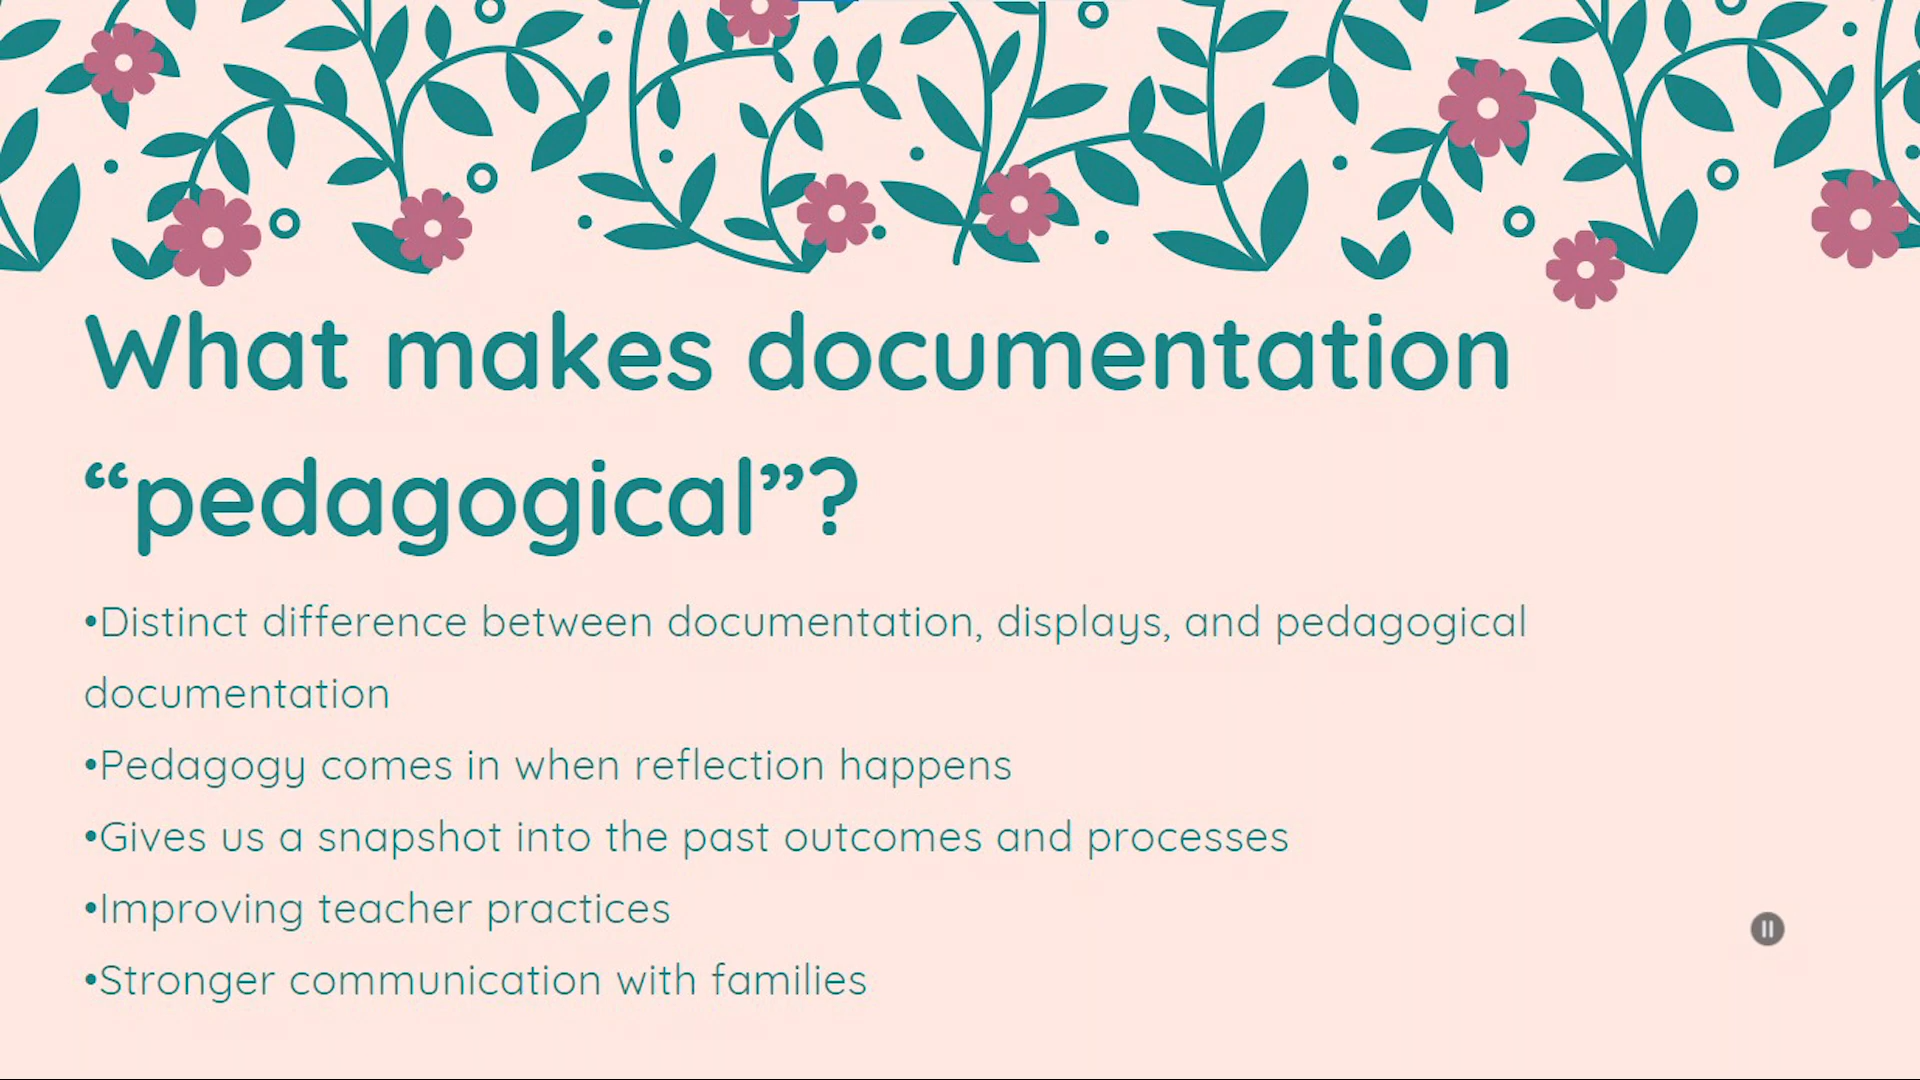 What makes documentation
“pedagogical”?
•Distinct difference between documentation, displays, and pedagogical
documentation
•Pedagogy comes in when reflection happens
•Gives us a snapshot into the past outcomes and processes
•Improving teacher practices
•Stronger communication with families